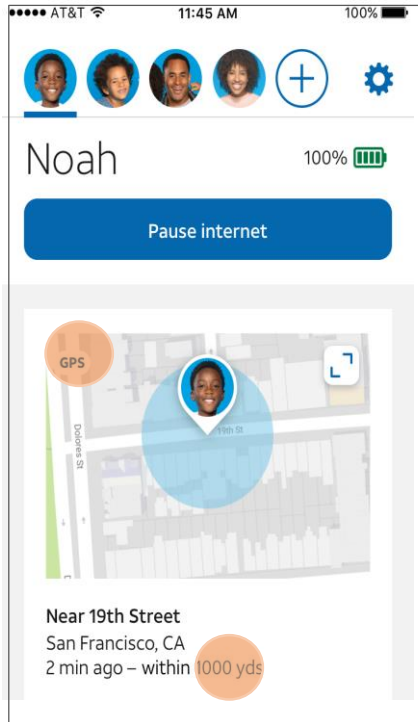 AT&T 11:45 AM 100%
Noah 100%
Pause internet
GPS
Dolores St
19th St
Near 19th Street
San Francisco, CA
2 min ago – within 1000 yds